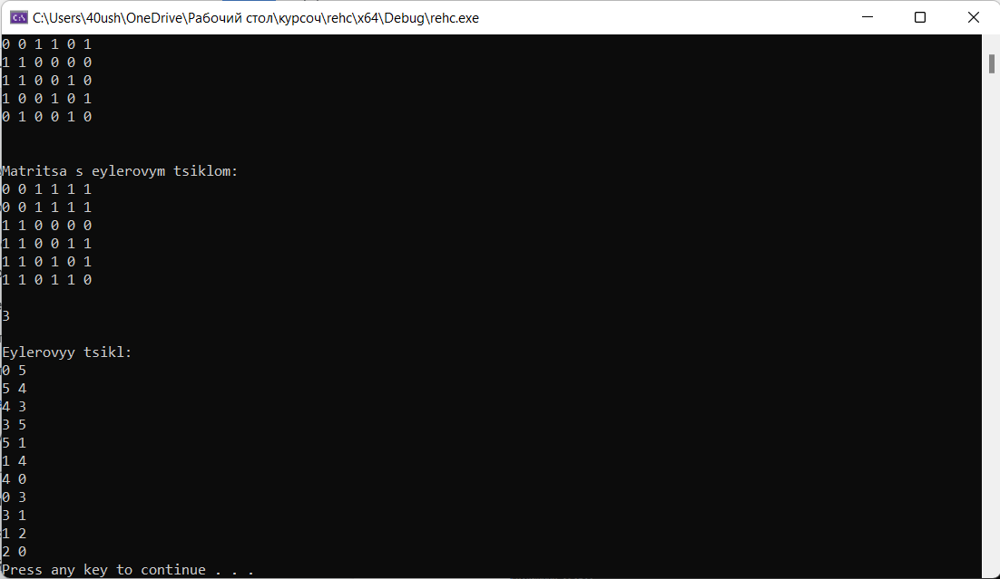 C:\Users\40ush\OneDrive\Рабочий стол\курсоч\rehc\x64\Debug\rehc.exe
0 0 1 1 0 1
1 1 0 0 0 0
1 1 0 0 1 0
1 0 0 1 0 1
0 1 0 0 1 0
Matritsa s eylerovym tsiklom:
0 0 1 1 1 1
0 0 1 1 1 1
1 1 0 0 0 0
1 1 0 0 1 1
1 1 0 1 0 1
1 1 0 1 1 0
3
Eylerovyy tsikl:
0 5
5 4
4 3
3 5
5 1
1 4
4 0
0 3
3 1
1 2
2 0
Press any key to continue . . .